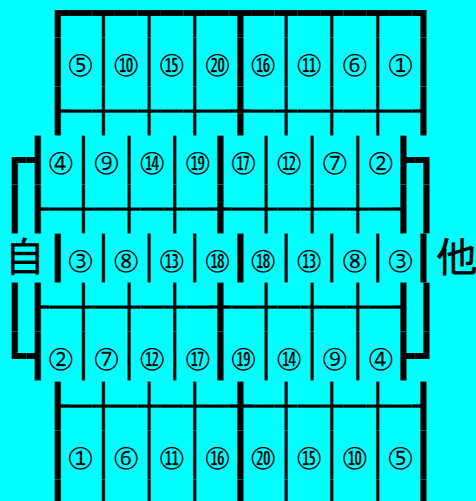 ⑤ ⑩ ⑮ ⑳ ⑯ ⑪ ⑥ ①
④ ⑨ ⑭ ⑲ ⑰ ⑫ ⑦ ②
自 ③ ⑧ ⑬ ⑱ ⑱ ⑬ ⑧ ③ 他
② ⑦ ⑫ ⑰ ⑲ ⑭ ⑨ ④
① ⑥ ⑪ ⑯ ⑳ ⑮ ⑩ ⑤